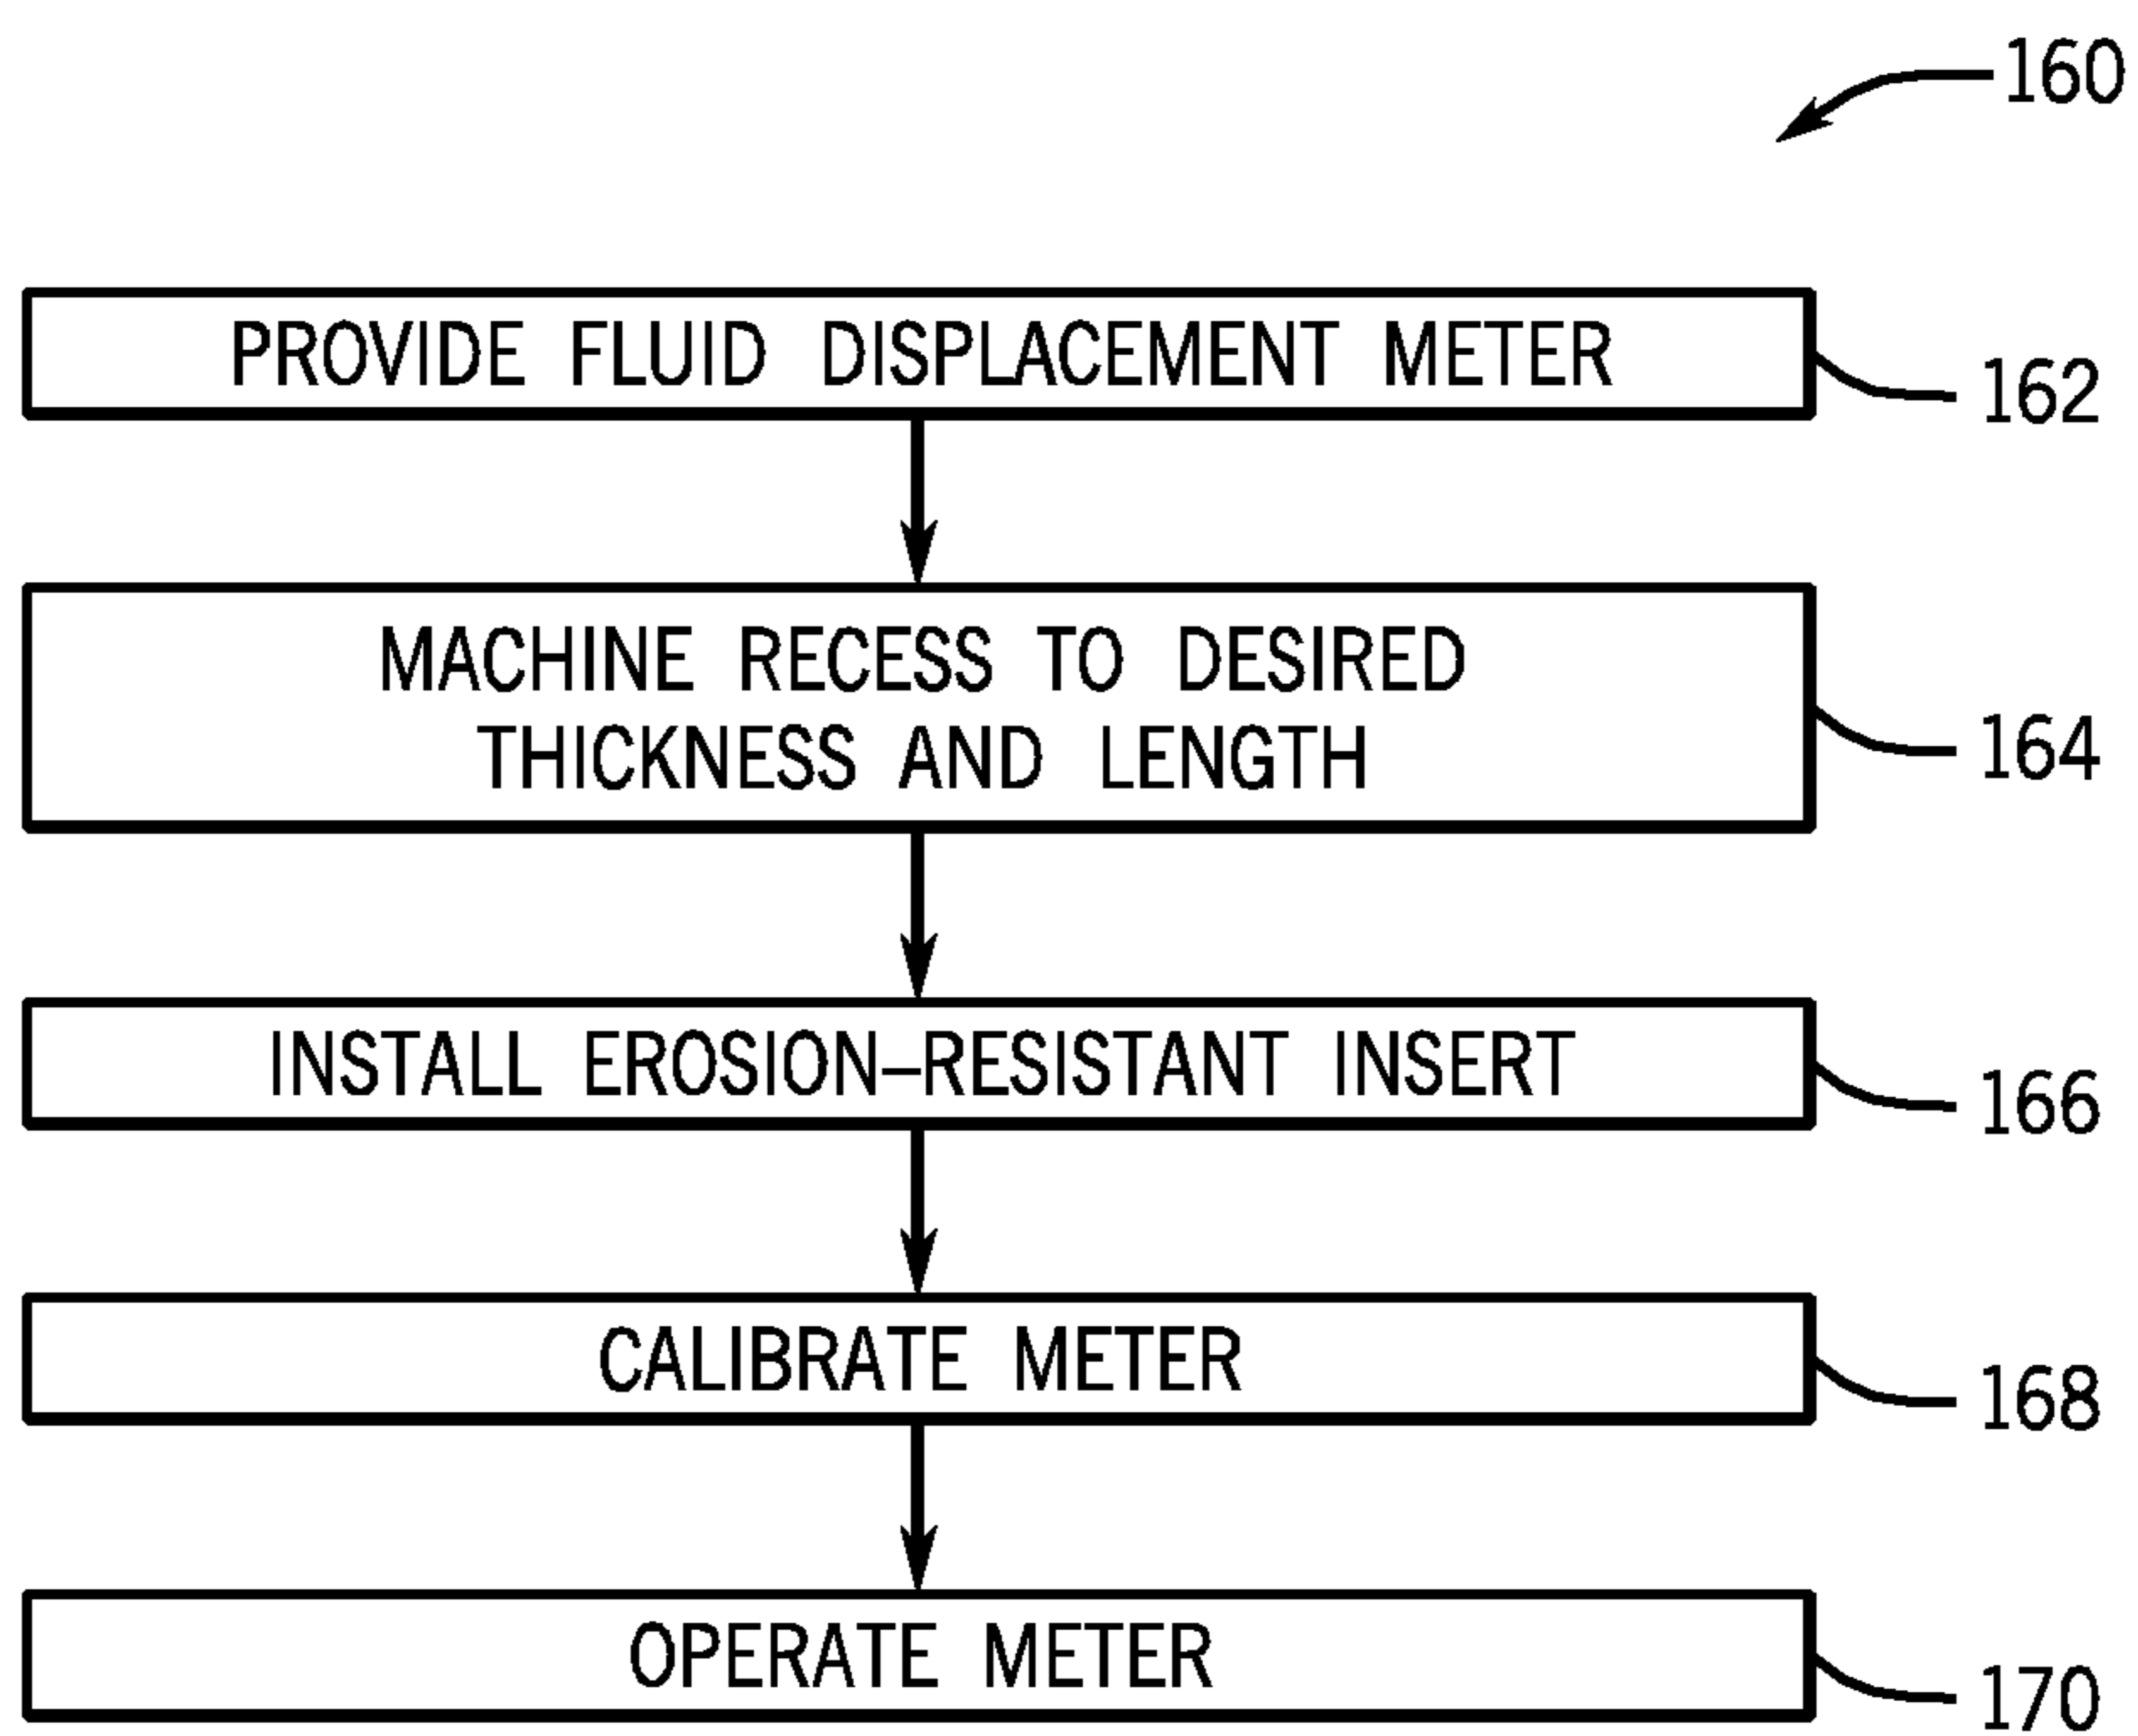 160
PROVIDE FLUID DISPLACEMENT METER
162
MACHINE RECESS TO DESIRED
THICKNESS AND LENGTH
164
INSTALL EROSION–RESISTANT INSERT
166
CALIBRATE METER
168
OPERATE METER
170